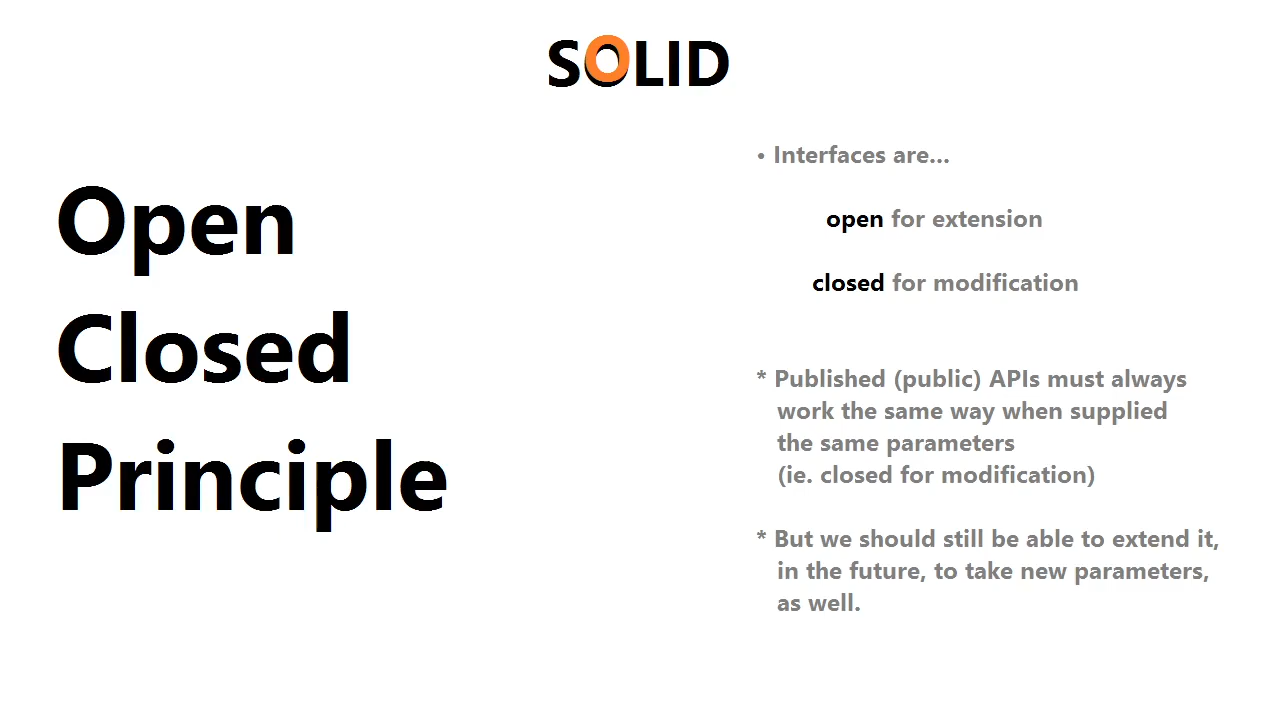 SOLID
Open
Closed
Principle
• Interfaces are...
open for extension
closed for modification
* Published (public) APIs must always
work the same way when supplied
the same parameters
(ie. closed for modification)
* But we should still be able to extend it,
in the future, to take new parameters,
as well.